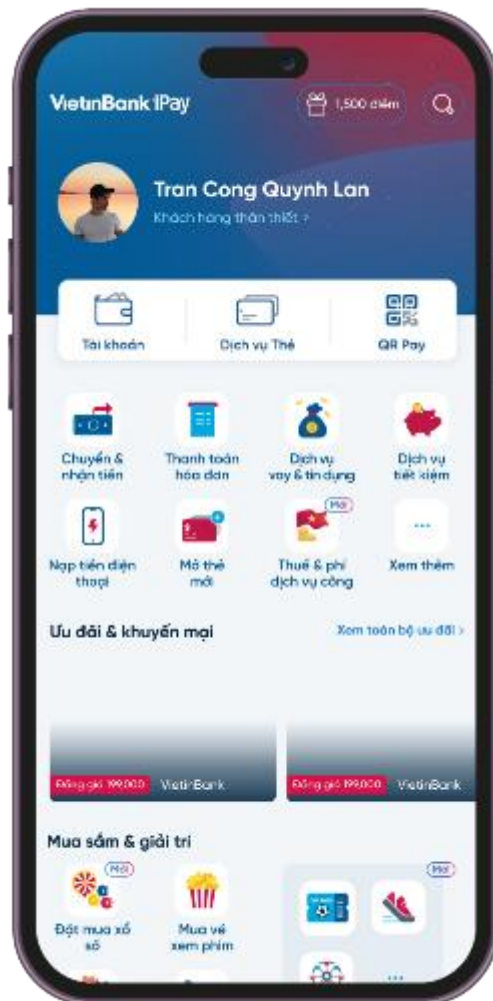 VietinBank iPay
1,500 điểm
Tran Cong Quynh Lan
Khách hàng thân thiết >
Tài khoản
Dịch vụ Thẻ
QR Pay
Chuyển &
nhận tiền
Thanh toán
hóa đơn
Dịch vụ
vay & tín dụng
Dịch vụ
tiết kiệm
Nạp tiền điện
thoại
Mở thẻ
mới
Mới
Thuế & phí
dịch vụ công
Xem thêm
Ưu đãi & khuyến mại
Xem toàn bộ ưu đãi >
Đồng giá 199,000
VietinBank
Đồng giá 199,000
VietinBank
Mua sắm & giải trí
Mới
Đặt mua xổ
số
Mua vé
xem phim
Mới